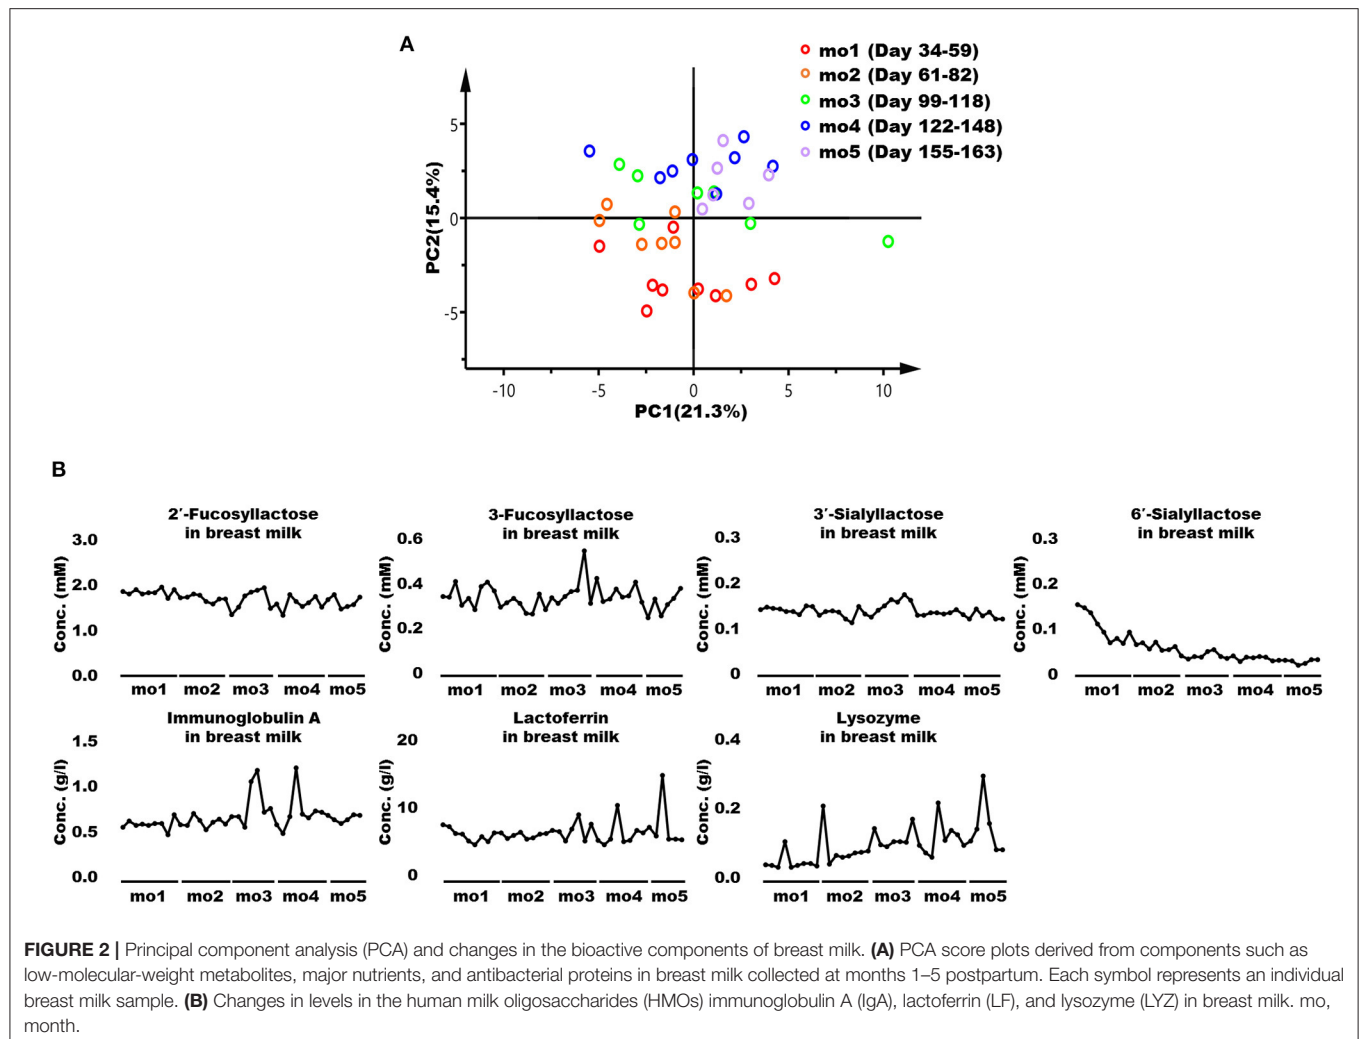 A
mo1 (Day 34-59)
mo2 (Day 61-82)
mo3 (Day 99-118)
mo4 (Day 122-148)
mo5 (Day 155-163)
PC2(15.4%)
5
0
-5
-10 -5 0 5 10
PC1(21.3%)
B
2′-Fucosyllactose
in breast milk
Conc. (mM)
3.0
2.0
1.0
0.0
mo1 mo2 mo3 mo4 mo5
3-Fucosyllactose
in breast milk
Conc. (mM)
0.6
0.4
0.2
0
mo1 mo2 mo3 mo4 mo5
3′-Sialyllactose
in breast milk
Conc. (mM)
0.3
0.2
0.1
0
mo1 mo2 mo3 mo4 mo5
6′-Sialyllactose
in breast milk
Conc. (mM)
0.3
0.2
0.1
0
mo1 mo2 mo3 mo4 mo5
Immunoglobulin A
in breast milk
Conc. (g/l)
1.5
1.0
0.5
0.0
mo1 mo2 mo3 mo4 mo5
Lactoferrin
in breast milk
Conc. (g/l)
20
10
0
mo1 mo2 mo3 mo4 mo5
Lysozyme
in breast milk
Conc. (g/l)
0.4
0.2
0.0
mo1 mo2 mo3 mo4 mo5
FIGURE 2 | Principal component analysis (PCA) and changes in the bioactive components of breast milk. (A) PCA score plots derived from components such as
low-molecular-weight metabolites, major nutrients, and antibacterial proteins in breast milk collected at months 1–5 postpartum. Each symbol represents an individual
breast milk sample. (B) Changes in levels in the human milk oligosaccharides (HMOs) immunoglobulin A (IgA), lactoferrin (LF), and lysozyme (LYZ) in breast milk. mo,
month.